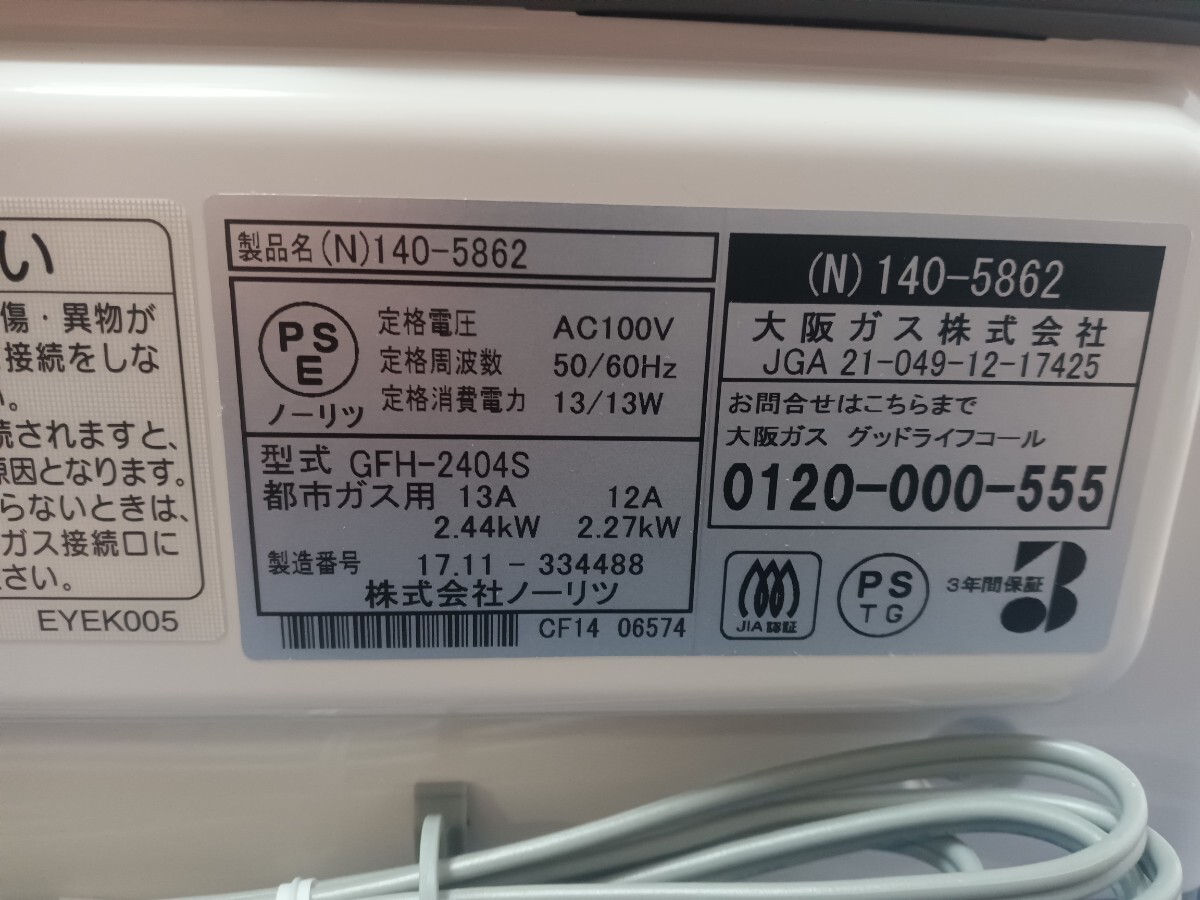 い
傷・異物が
接続をしな
い。
続されますと、
原因となります。
らないときは、
ガス接続口に
ださい。
EYEK005
製品名 (N)140-5862
PS
E
ノーリツ
定格電圧 AC100V
定格周波数 50/60Hz
定格消費電力 13/13W
型式 GFH-2404S
都市ガス用 13A 12A
2.44kW 2.27kW
製造番号 17.11 - 334488
株式会社ノーリツ
CF14 06574
(N) 140-5862
大阪ガス株式会社
JGA 21-049-12-17425
お問合せはこちらまで
大阪ガス グッドライフコール
0120-000-555
JIA 認証
PS
TG
3年間保証
3